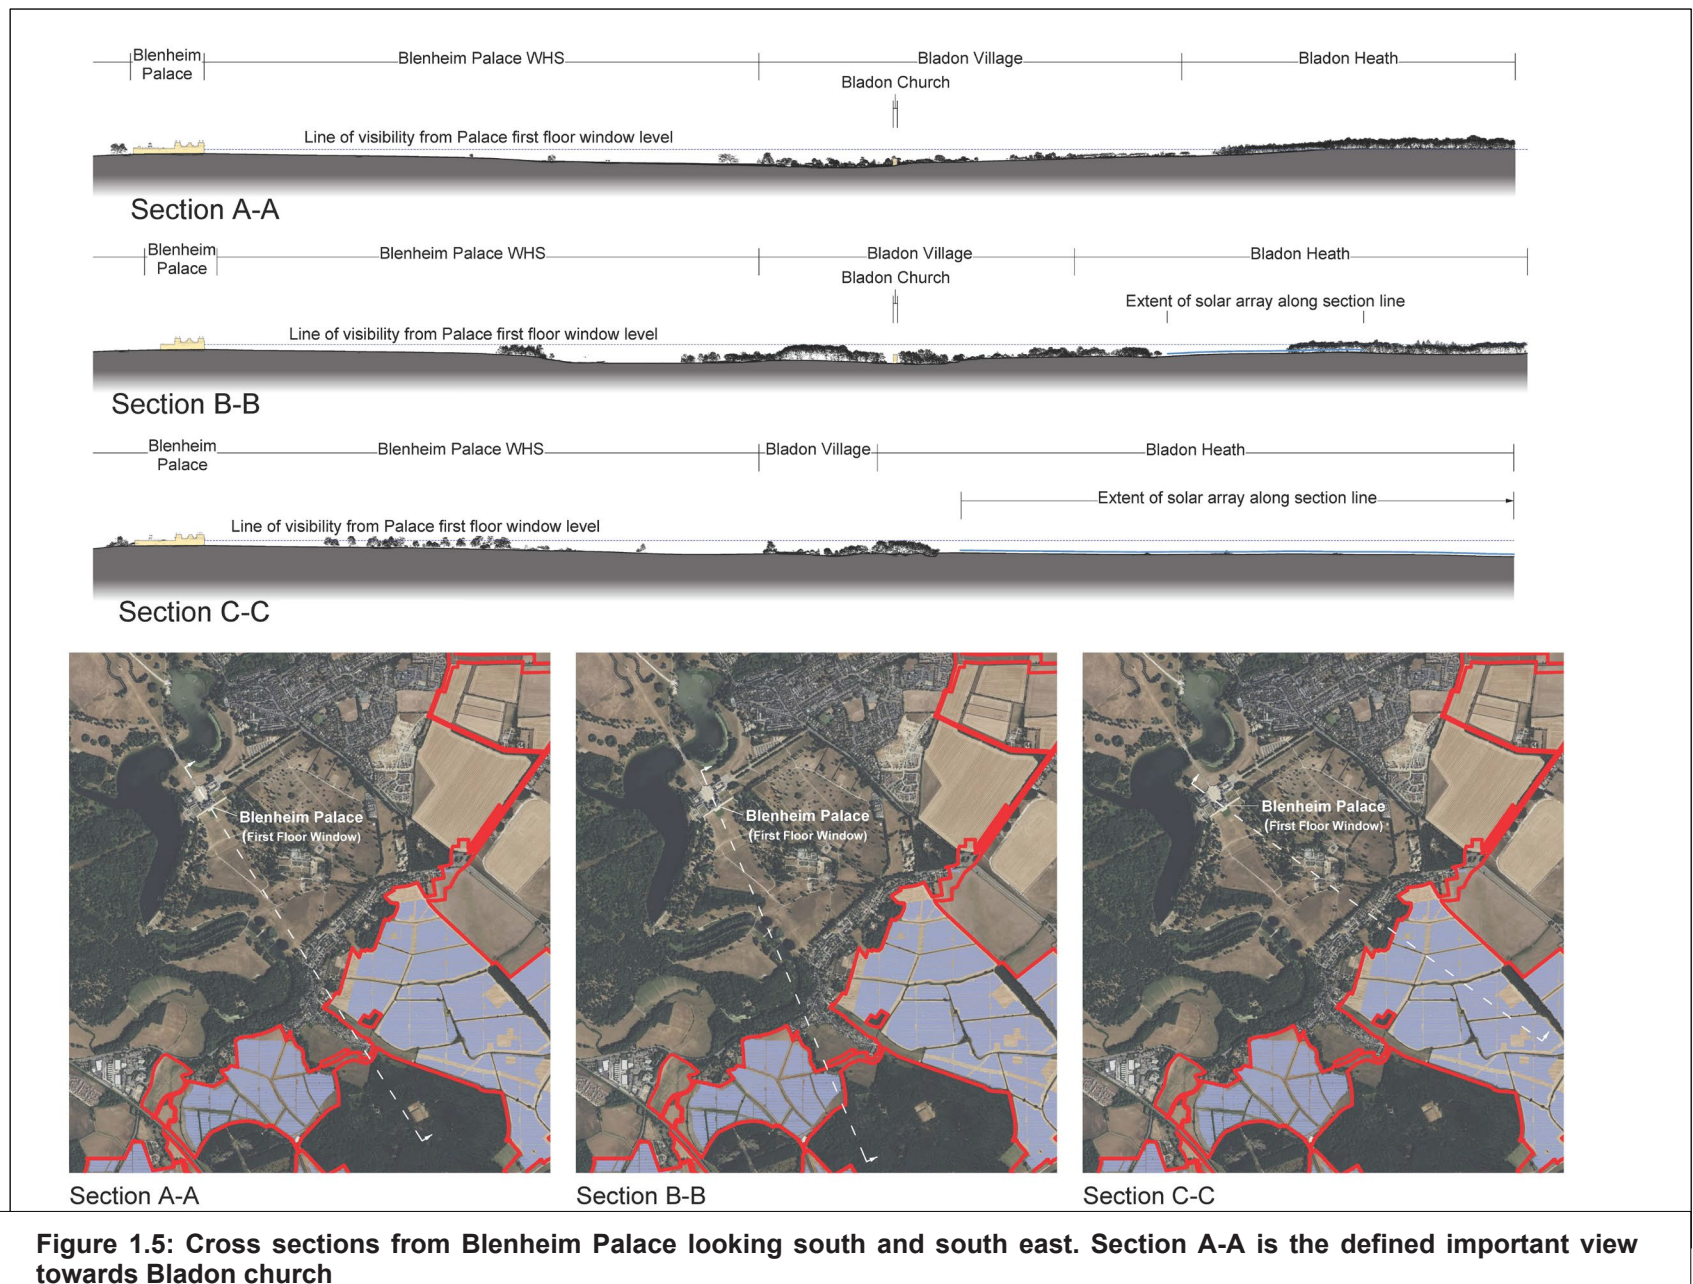 Blenheim Palace
Blenheim Palace WHS
Bladon Village
Bladon Heath
Bladon Church
Line of visibility from Palace first floor window level
Section A-A
Blenheim Palace
Blenheim Palace WHS
Bladon Village
Bladon Heath
Bladon Church
Extent of solar array along section line
Line of visibility from Palace first floor window level
Section B-B
Blenheim Palace
Blenheim Palace WHS
Bladon Village
Bladon Heath
Extent of solar array along section line
Line of visibility from Palace first floor window level
Section C-C
Blenheim Palace
(First Floor Window)
Blenheim Palace
(First Floor Window)
Blenheim Palace
(First Floor Window)
Section A-A
Section B-B
Section C-C
Figure 1.5: Cross sections from Blenheim Palace looking south and south east. Section A-A is the defined important view
towards Bladon church